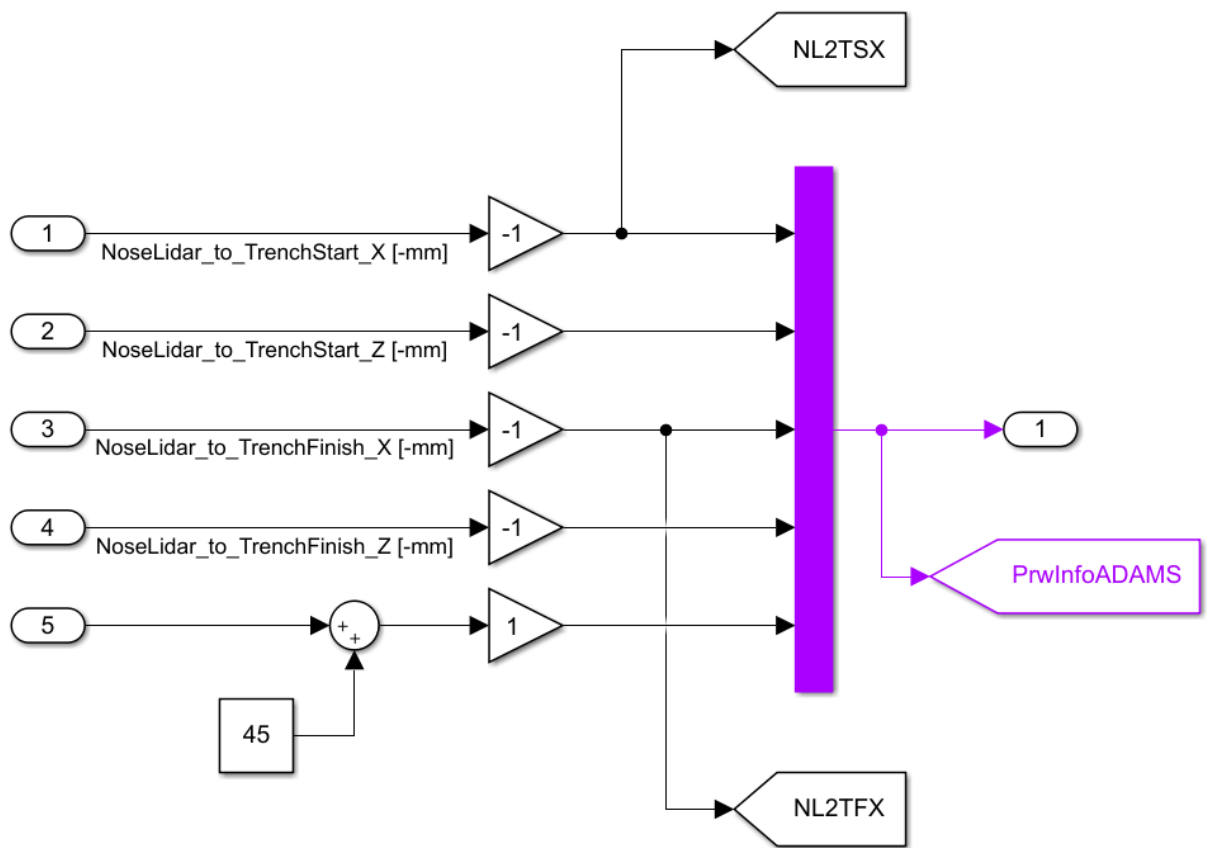 NL2TSX
1
NoseLidar_to_TrenchStart_X [-mm]
-1
2
NoseLidar_to_TrenchStart_Z [-mm]
-1
3
NoseLidar_to_TrenchFinish_X [-mm]
-1
1
4
NoseLidar_to_TrenchFinish_Z [-mm]
-1
PrwInfoADAMS
5
+
+
1
45
NL2TFX